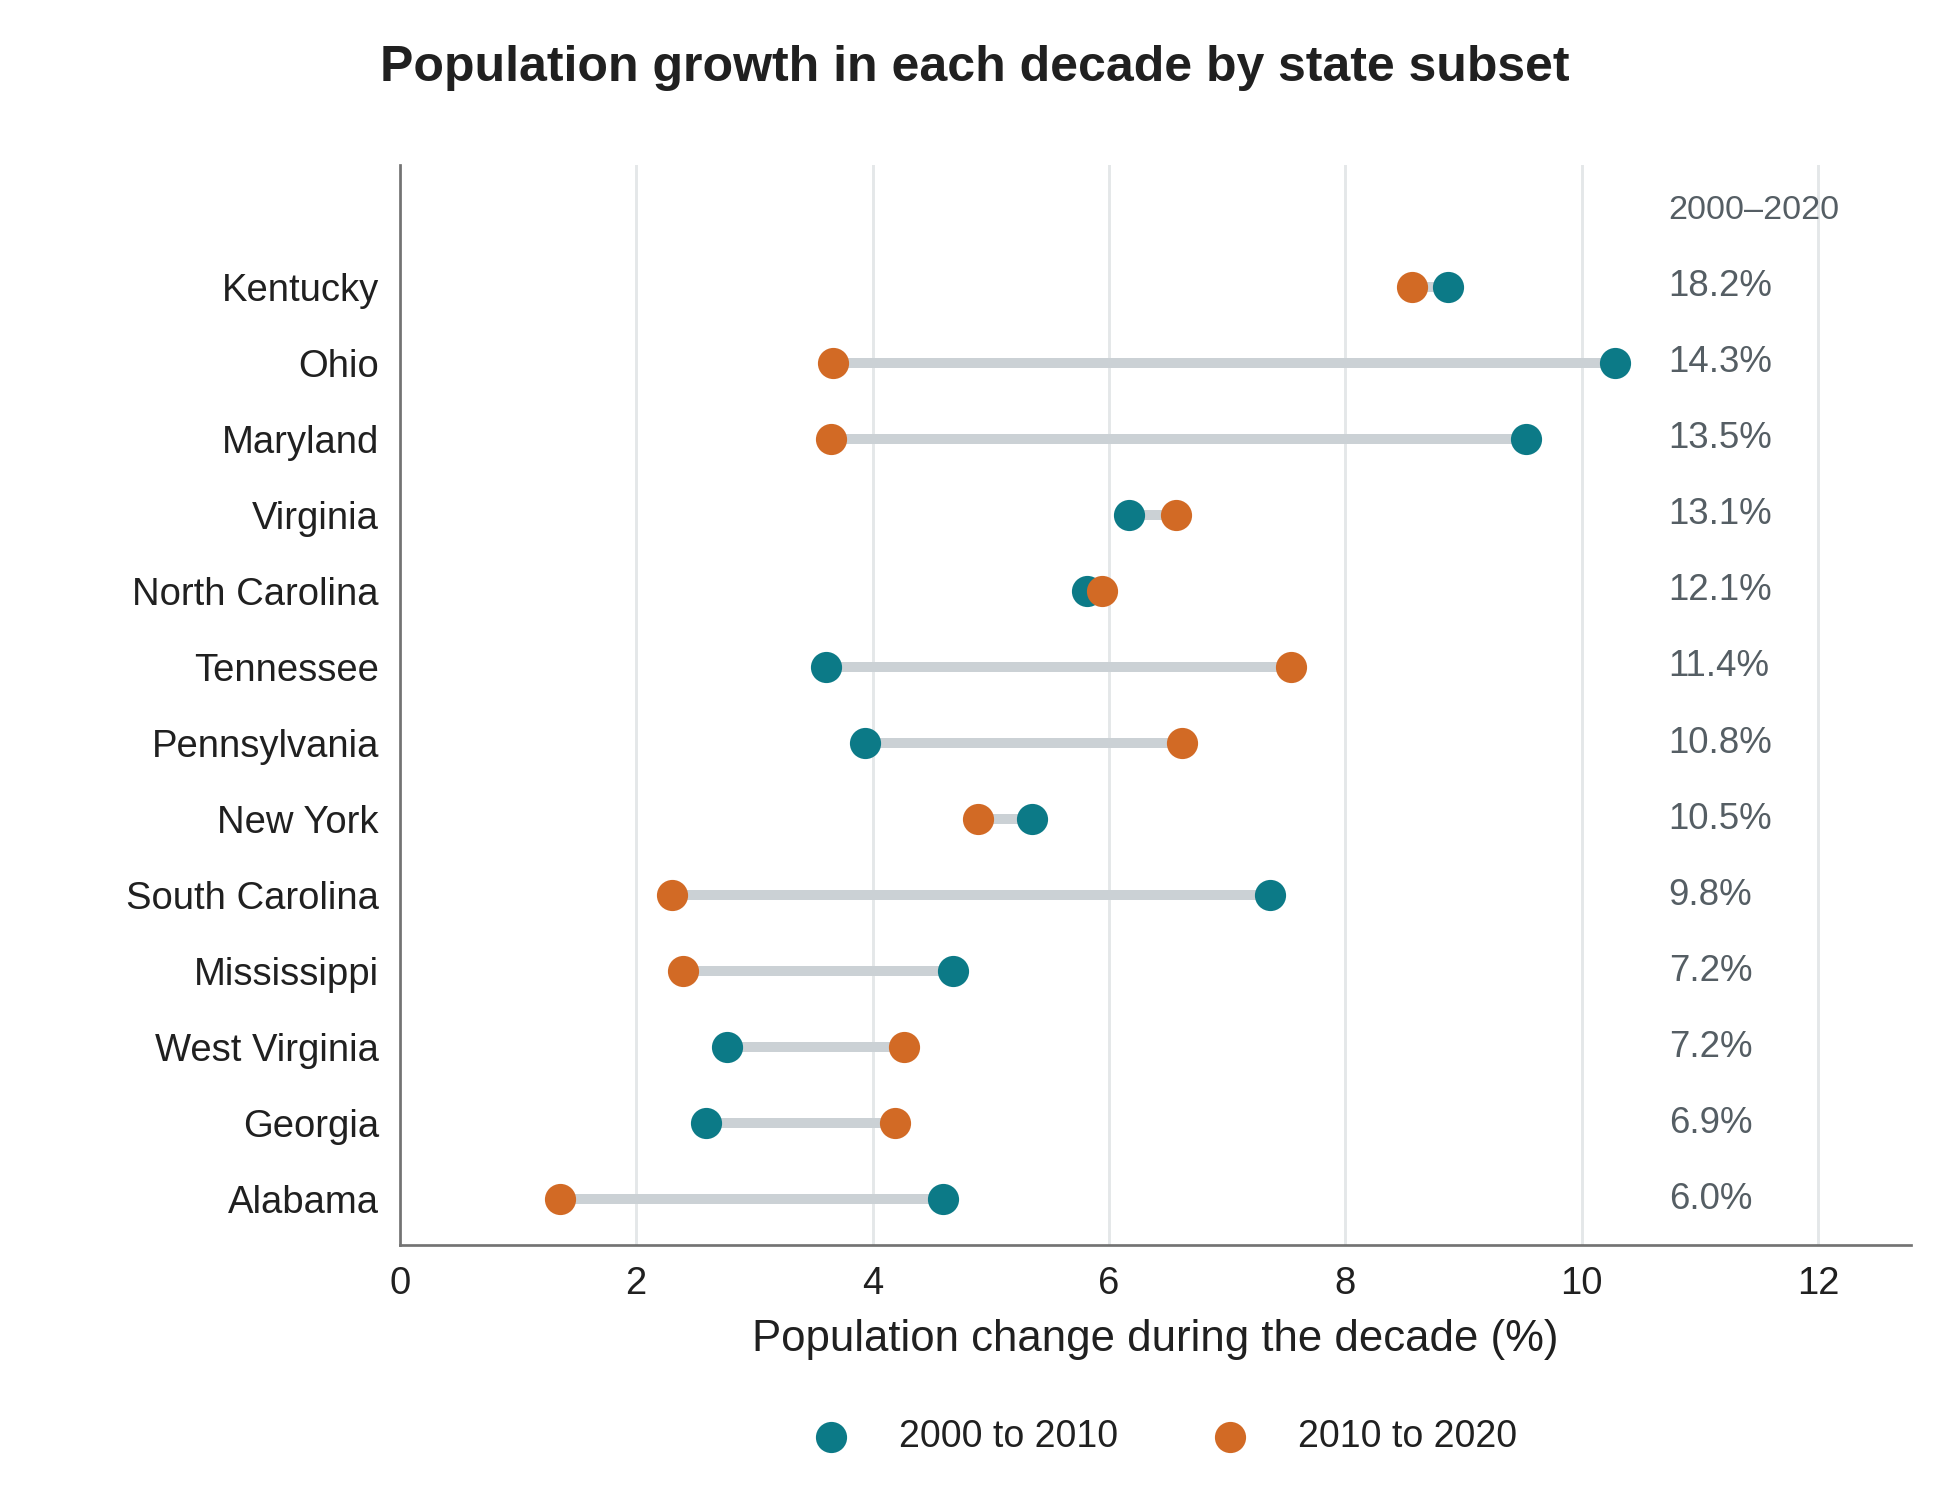 Population growth in each decade by state subset
2000–2020
Kentucky 18.2%
Ohio 14.3%
Maryland 13.5%
Virginia 13.1%
North Carolina 12.1%
Tennessee 11.4%
Pennsylvania 10.8%
New York 10.5%
South Carolina 9.8%
Mississippi 7.2%
West Virginia 7.2%
Georgia 6.9%
Alabama 6.0%
0 2 4 6 8 10 12
Population change during the decade (%)
2000 to 2010 2010 to 2020